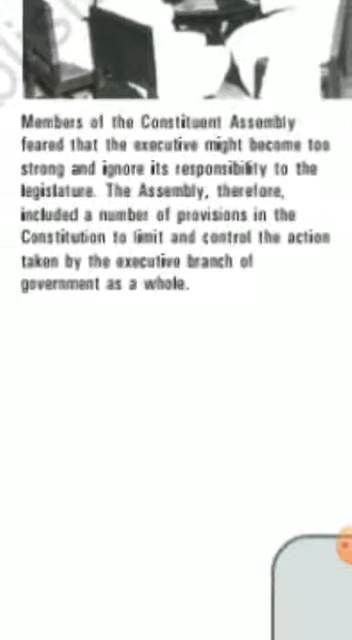 Members of the Constituent Assembly
feared that the executive might become too
strong and ignore its responsibility to the
legislature. The Assembly, therefore,
included a number of provisions in the
Constitution to limit and control the action
taken by the executive branch of
government as a whole.